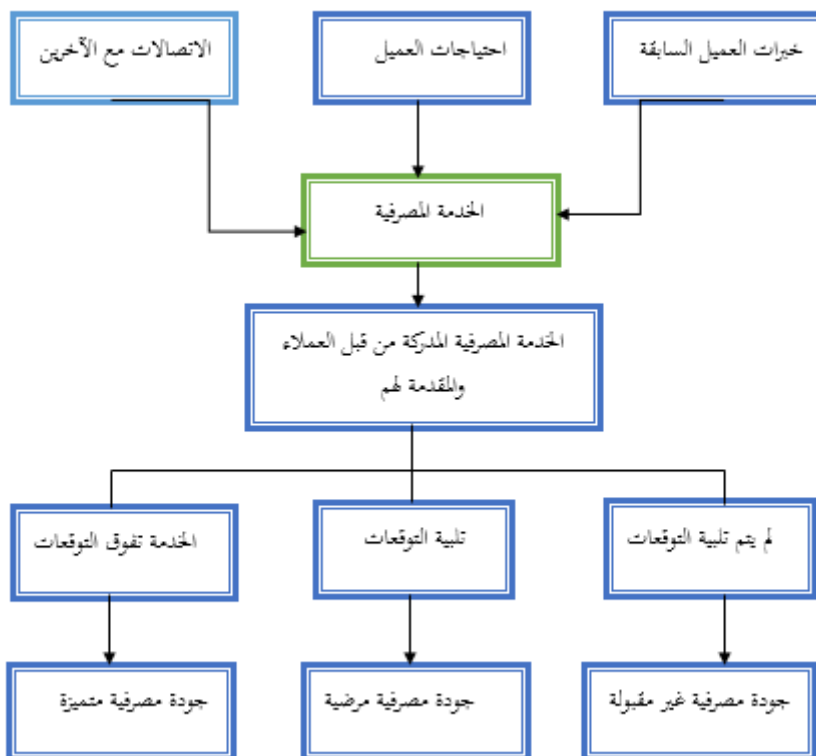 خبرات العميل السابقة
احتياجات العميل
الاتصالات مع الآخرين
الخدمة المصرفية
الخدمة المصرفية المدركة من قبل العملاء
والمقدمة لهم
لم يتم تلبية التوقعات
تلبية التوقعات
الخدمة تفوق التوقعات
جودة مصرفية غير مقبولة
جودة مصرفية مرضية
جودة مصرفية متميزة